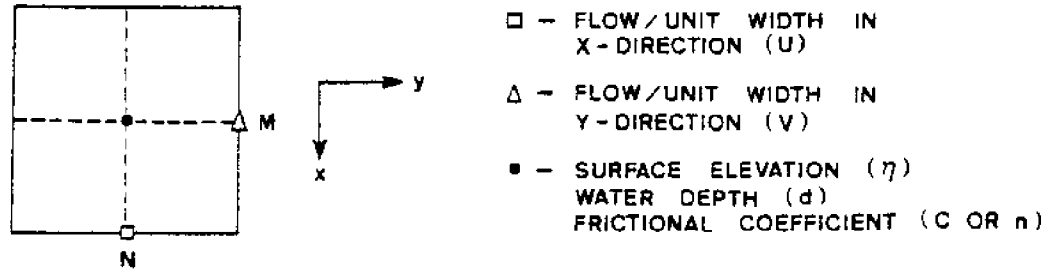 □ – FLOW/UNIT WIDTH IN
X-DIRECTION (U)
y
Δ – FLOW/UNIT WIDTH IN
M
Y-DIRECTION (V)
x
• – SURFACE ELEVATION (η)
WATER DEPTH (d)
FRICTIONAL COEFFICIENT (C OR n)
N